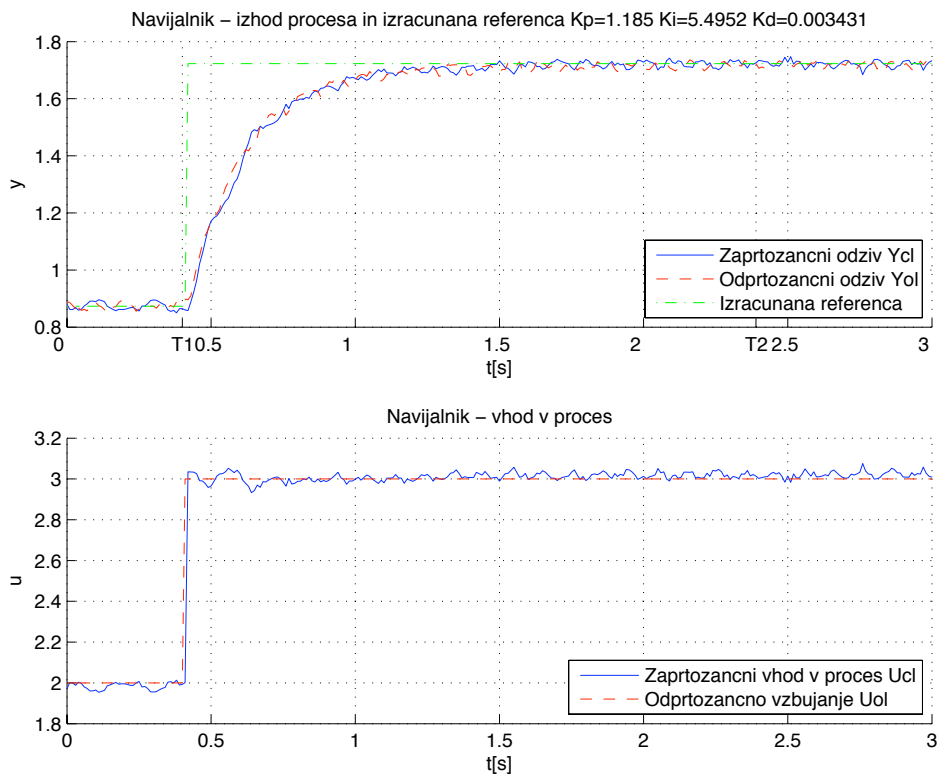 Navijalnik – izhod procesa in izracunana referenca Kp=1.185 Ki=5.4952 Kd=0.003431
1.8
1.6
1.4
1.2
1
0.8
y
Zaprtozancni odziv Ycl
Odprtozancni odziv Yol
Izracunana referenca
0 T1 0.5 1 1.5 2 T2 2.5 3
t[s]
Navijalnik – vhod v proces
3.2
3
2.8
2.6
2.4
2.2
2
1.8
u
Zaprtozancni vhod v proces Ucl
Odprtozancno vzbujanje Uol
0 0.5 1 1.5 2 2.5 3
t[s]